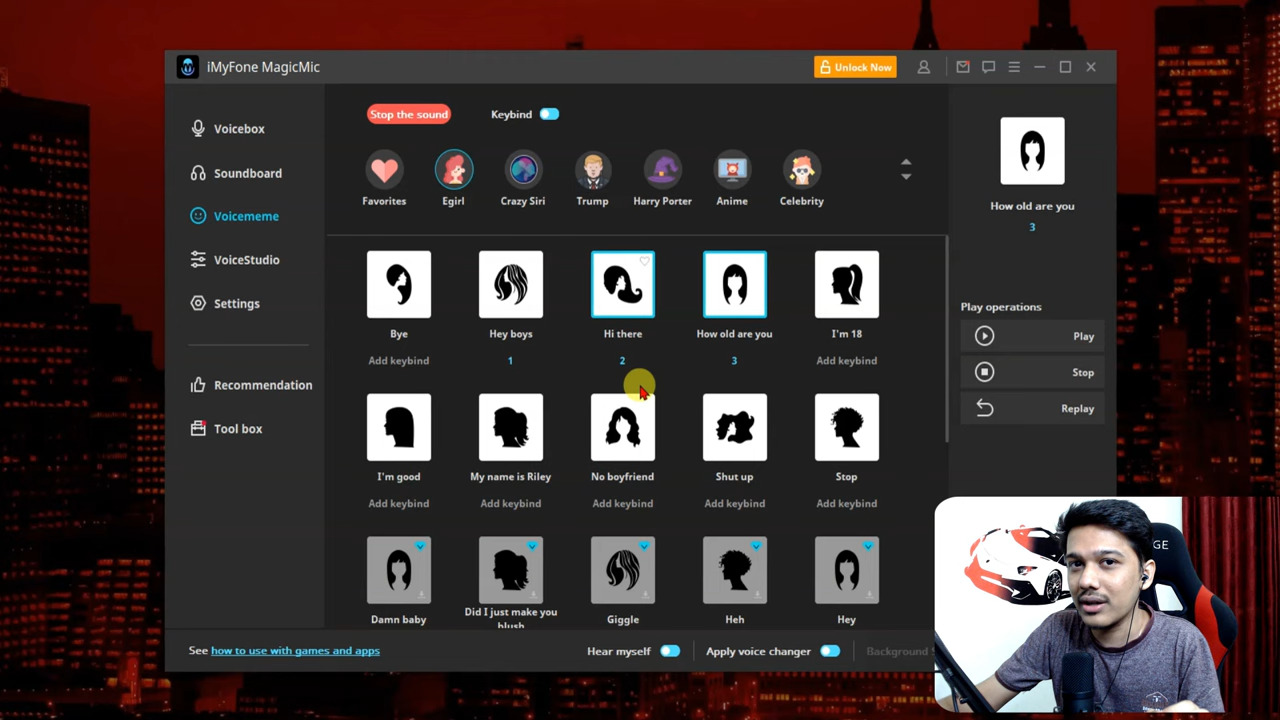 iMyFone MagicMic
Unlock Now
Voicebox
Soundboard
Voicememe
VoiceStudio
Settings
Recommendation
Tool box
Stop the sound
Keybind
Favorites
Egirl
Crazy Siri
Trump
Harry Porter
Anime
Celebrity
Bye
Hey boys
Hi there
How old are you
I'm 18
Add keybind
1
2
3
Add keybind
I'm good
My name is Riley
No boyfriend
Shut up
Stop
Add keybind
Add keybind
Add keybind
Add keybind
Add keybind
Damn baby
Did I just make you
blush
Giggle
Heh
Hey
How old are you
3
Play operations
Play
Stop
Replay
See how to use with games and apps
Hear myself
Apply voice changer
Background